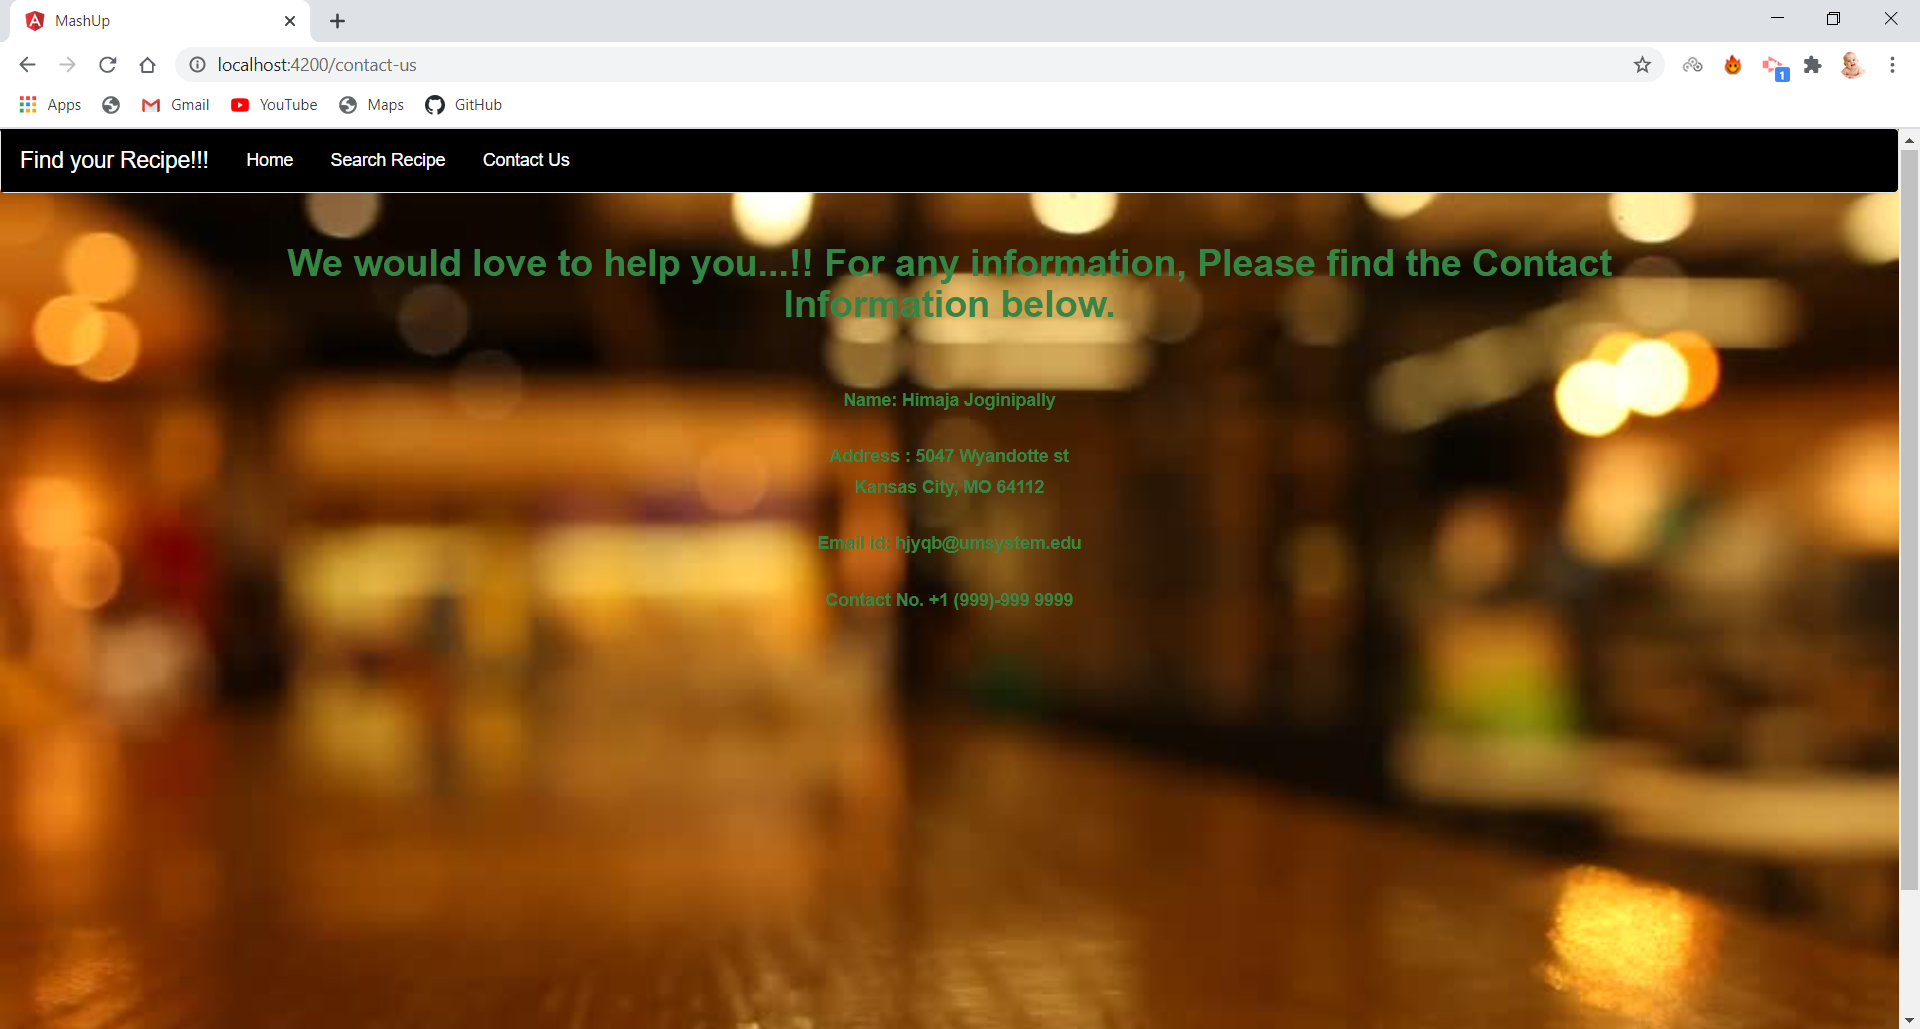 MashUp
localhost:4200/contact-us
Apps
Gmail
YouTube
Maps
GitHub
1
Find your Recipe!!!
Home
Search Recipe
Contact Us
We would love to help you...!! For any information, Please find the Contact
Information below.
Name: Himaja Joginipally
Address : 5047 Wyandotte st
Kansas City, MO 64112
Email id: hjyqb@umsystem.edu
Contact No. +1 (999)-999 9999